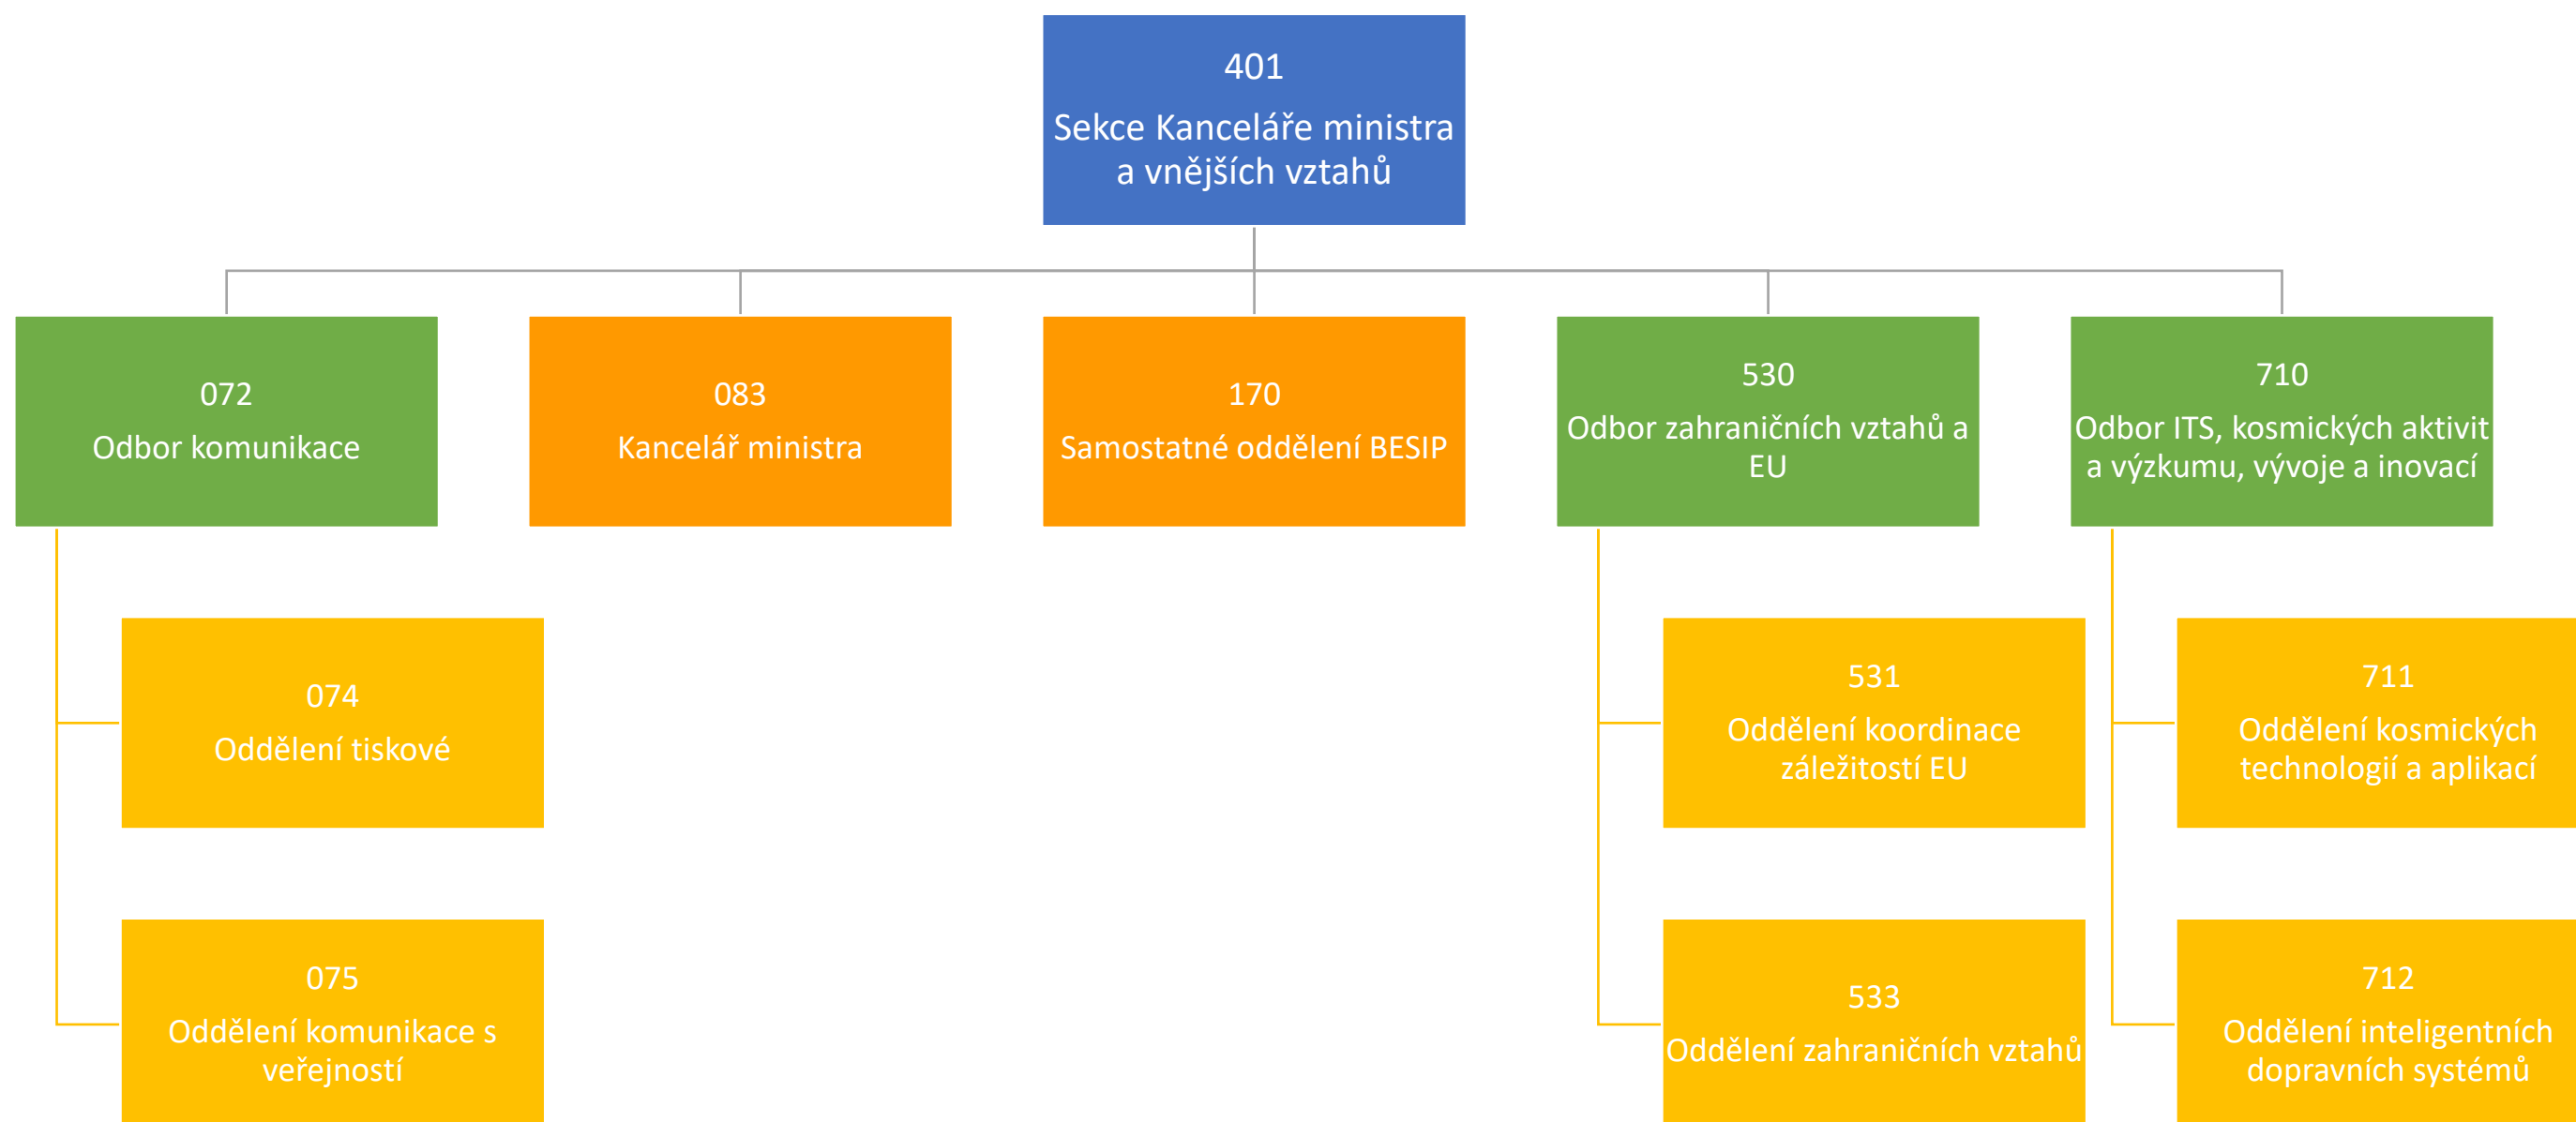 401
Sekce Kanceláře ministra
a vnějších vztahů
072
Odbor komunikace
083
Kancelář ministra
170
Samostatné oddělení BESIP
530
Odbor zahraničních vztahů a
EU
710
Odbor ITS, kosmických aktivit
a výzkumu, vývoje a inovací
074
Oddělení tiskové
531
Oddělení koordinace
záležitostí EU
711
Oddělení kosmických
technologií a aplikací
075
Oddělení komunikace s
veřejností
533
Oddělení zahraničních vztahů
712
Oddělení inteligentních
dopravních systémů